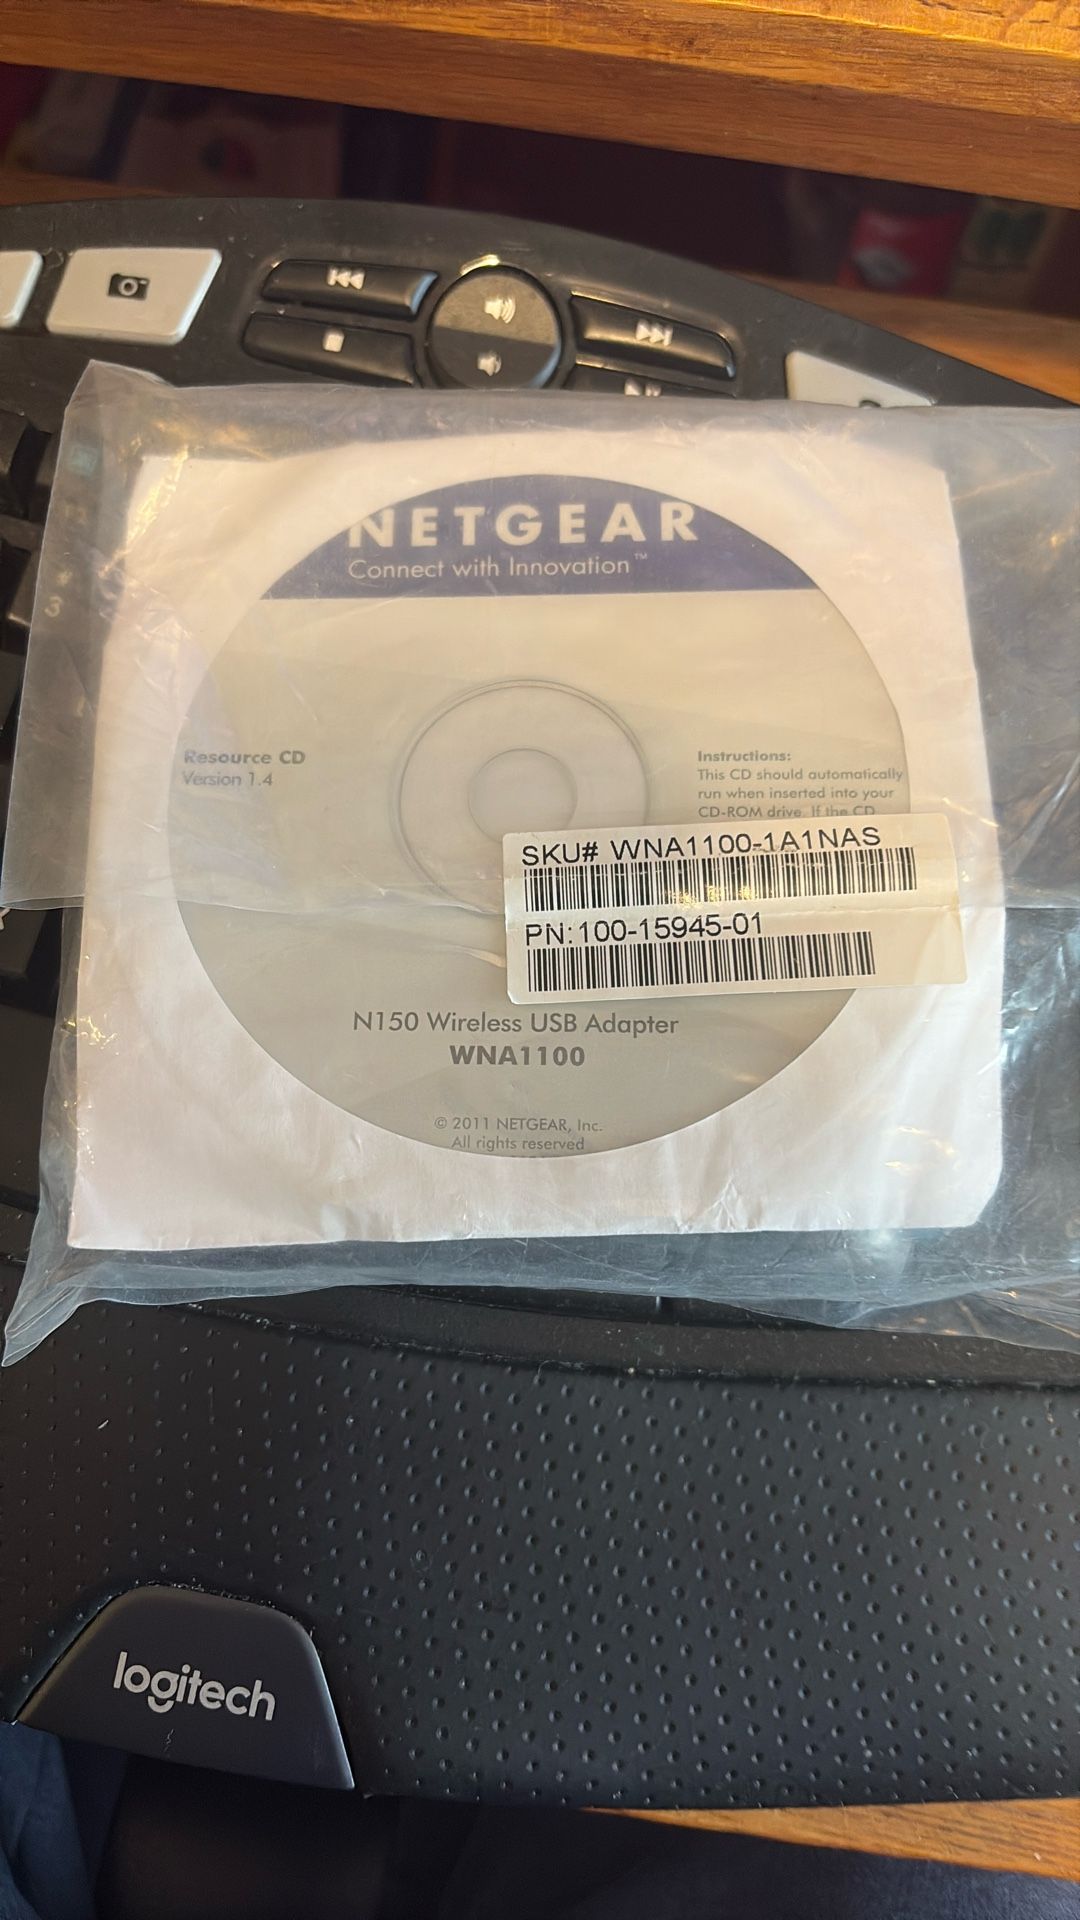 3
NETGEAR
Connect with Innovation™
Resource CD
Version 1.4
Instructions:
This CD should automatically
run when inserted into your
CD-ROM drive. If the CD
SKU# WNA1100-1A1NAS
PN:100-15945-01
N150 Wireless USB Adapter
WNA1100
© 2011 NETGEAR, Inc.
All rights reserved
logitech